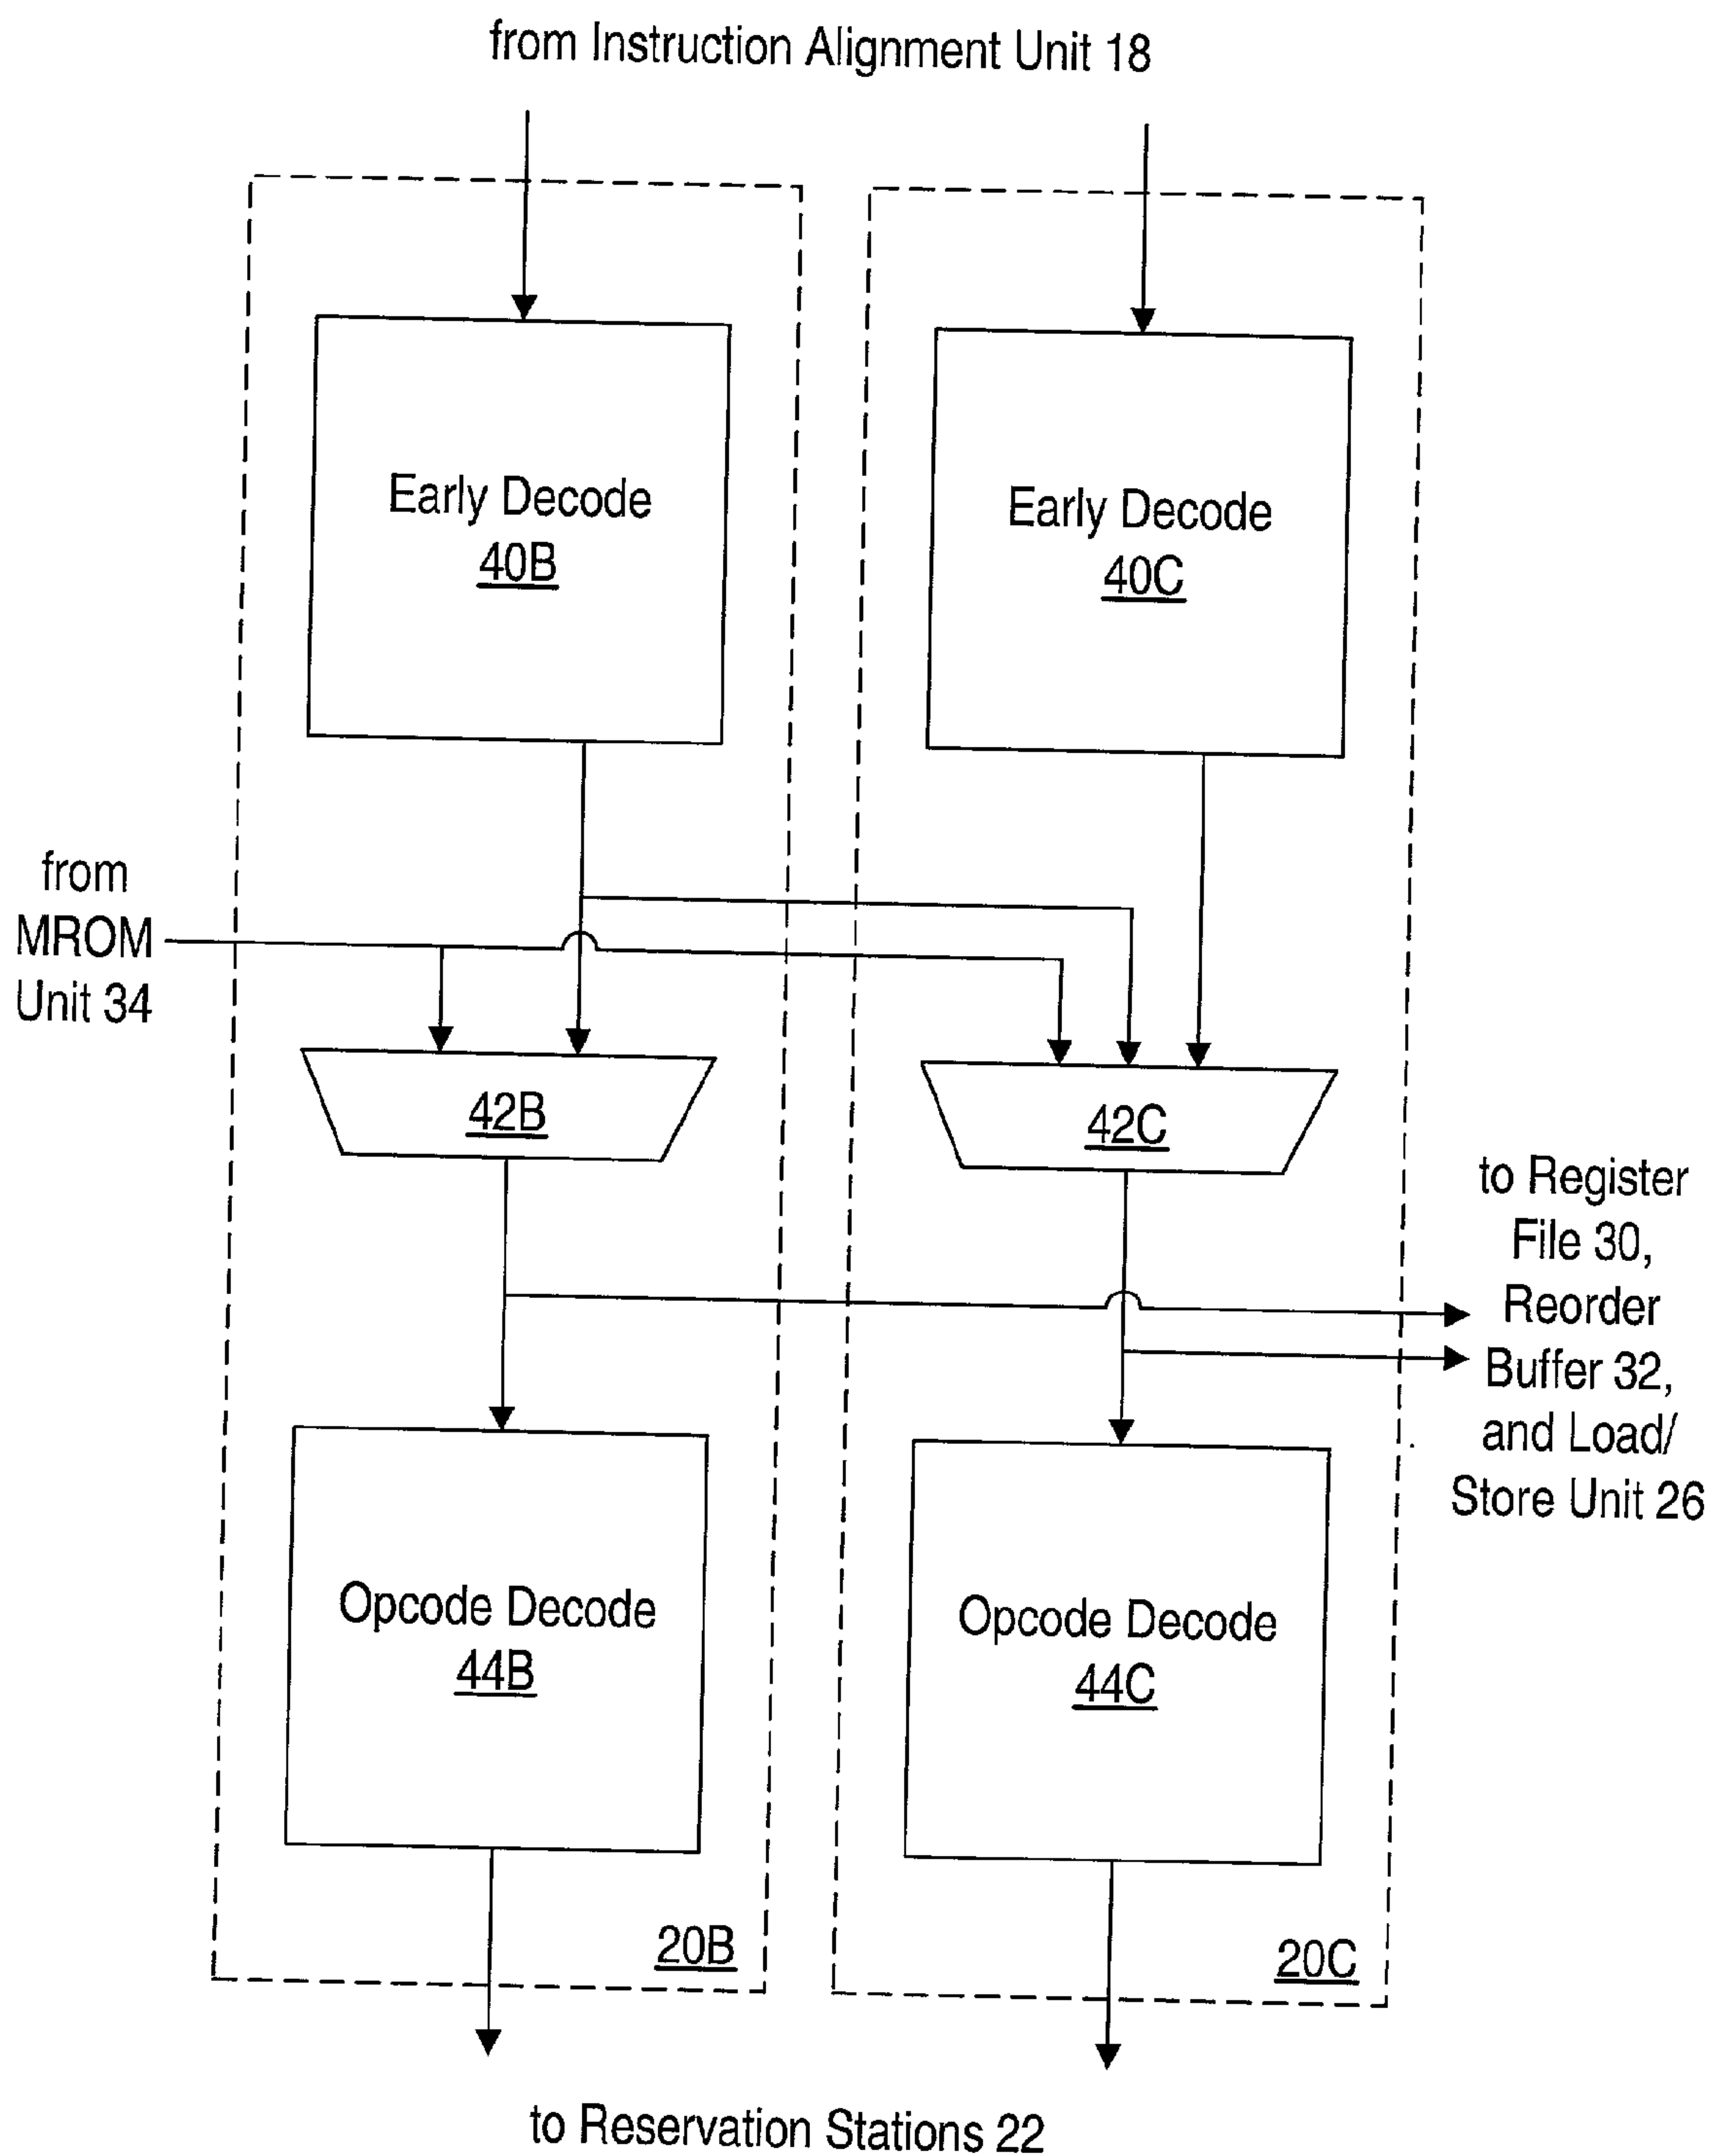 from Instruction Alignment Unit 18
Early Decode
40B
Early Decode
40C
from
MROM
Unit 34
42B
42C
to Register
File 30,
Reorder
Buffer 32,
and Load/
Store Unit 26
Opcode Decode
44B
Opcode Decode
44C
20B
20C
to Reservation Stations 22